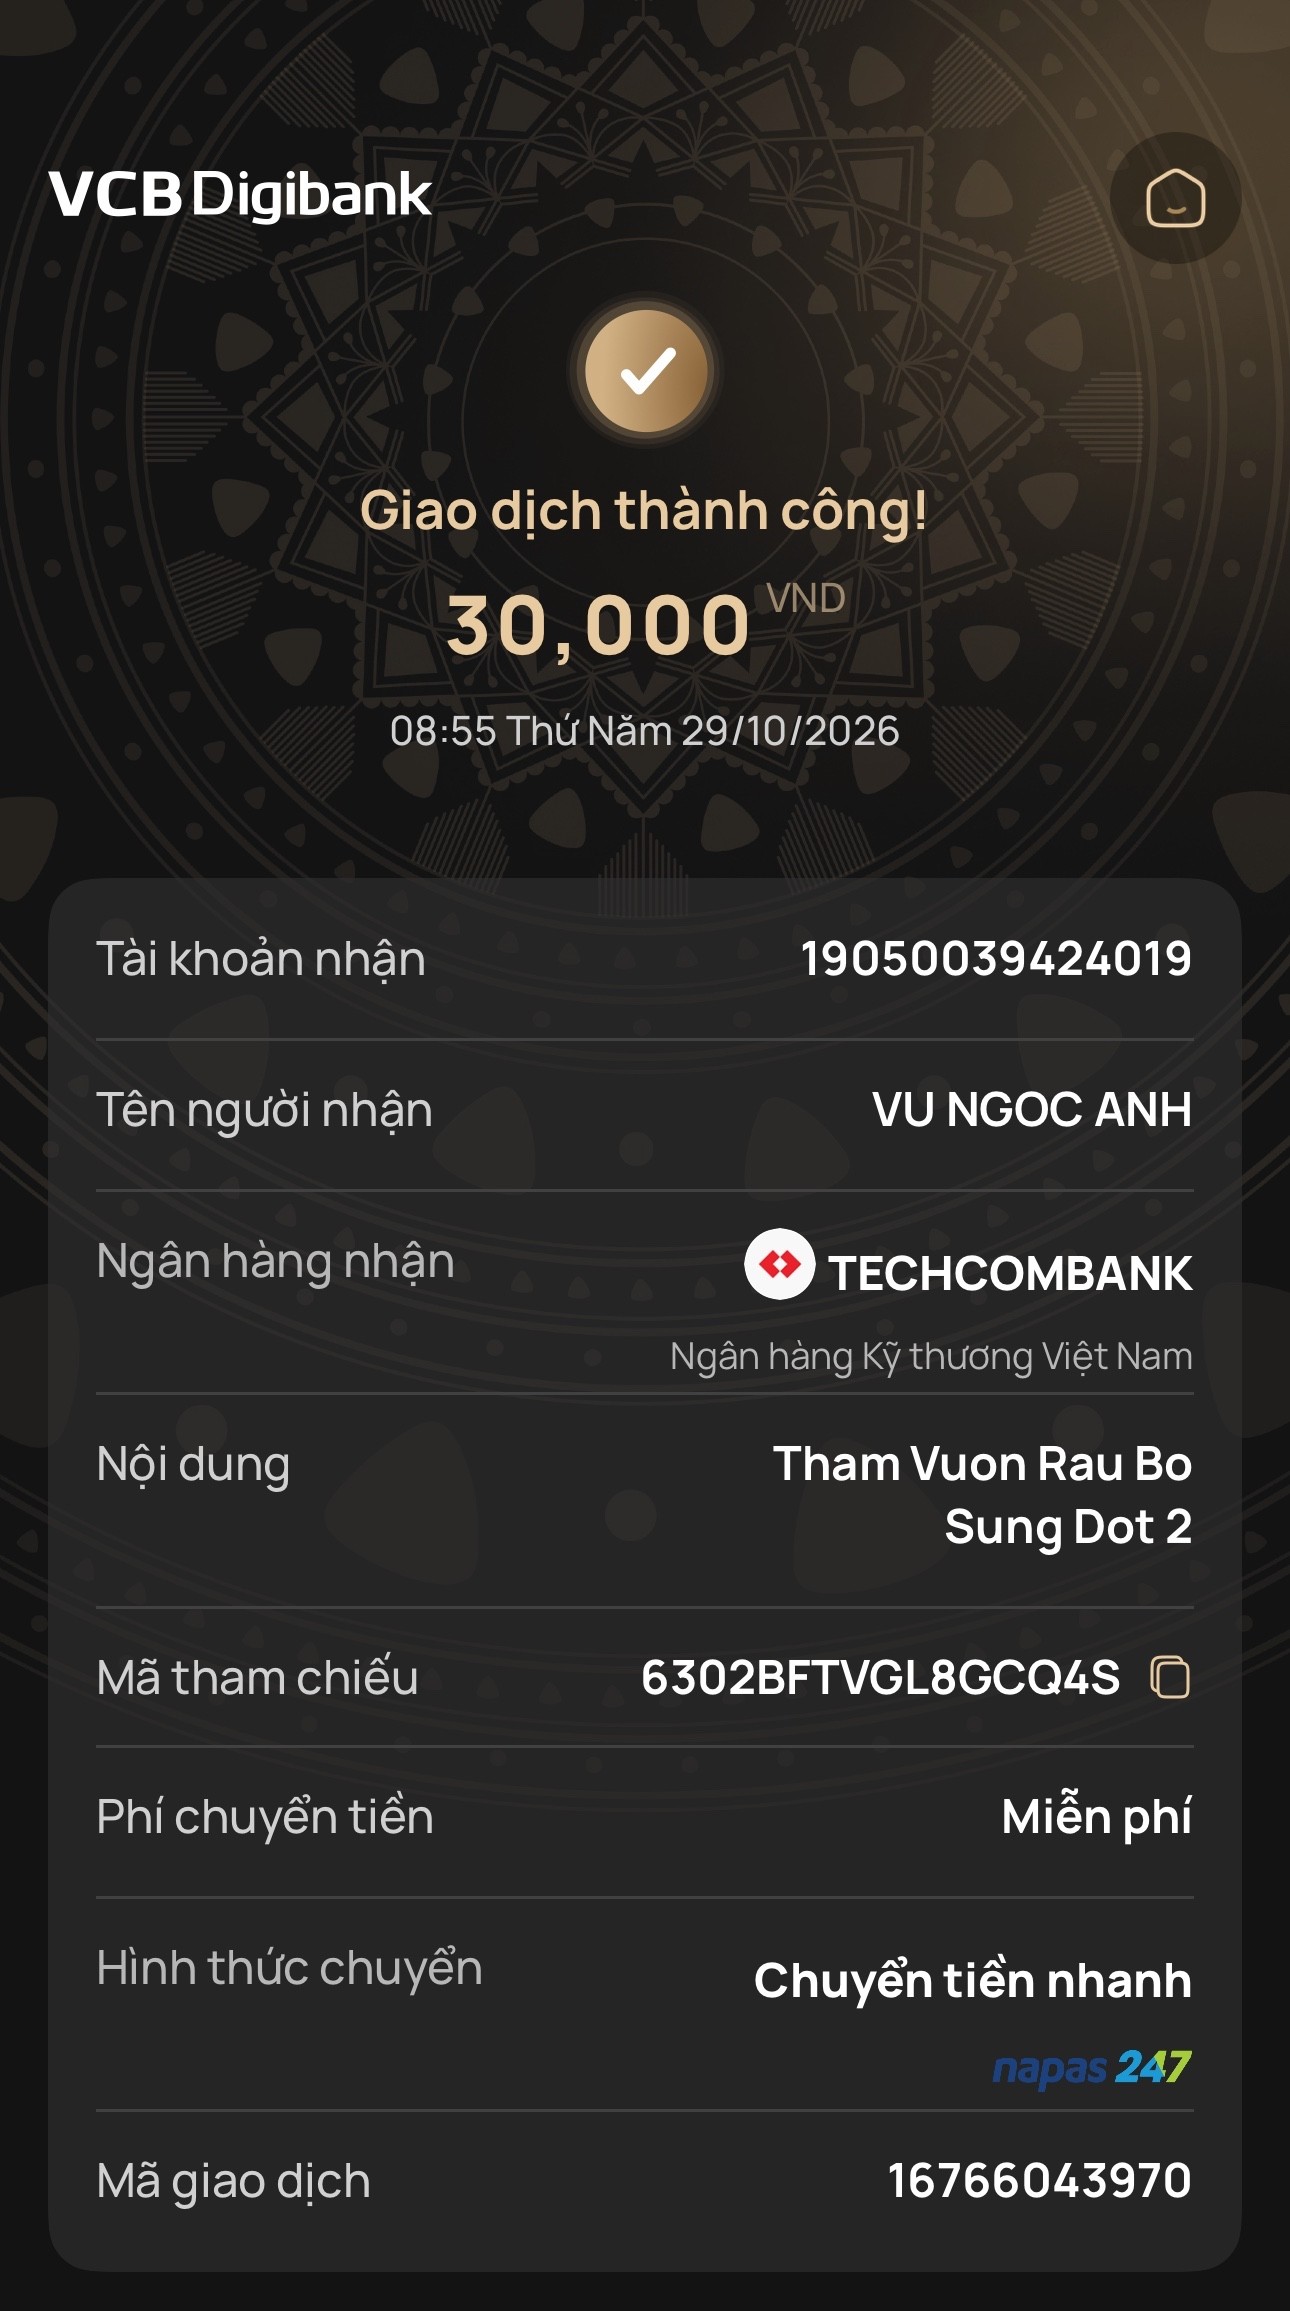 VCB Digibank
Giao dịch thành công!
30,000 VND
08:55 Thứ Năm 29/10/2026
Tài khoản nhận 19050039424019
Tên người nhận VU NGOC ANH
Ngân hàng nhận TECHCOMBANK
Ngân hàng Kỹ thương Việt Nam
Nội dung Tham Vuon Rau Bo
Sung Dot 2
Mã tham chiếu 6302BFTVGL8GCQ4S
Phí chuyển tiền Miễn phí
Hình thức chuyển Chuyển tiền nhanh
napas 247
Mã giao dịch 16766043970